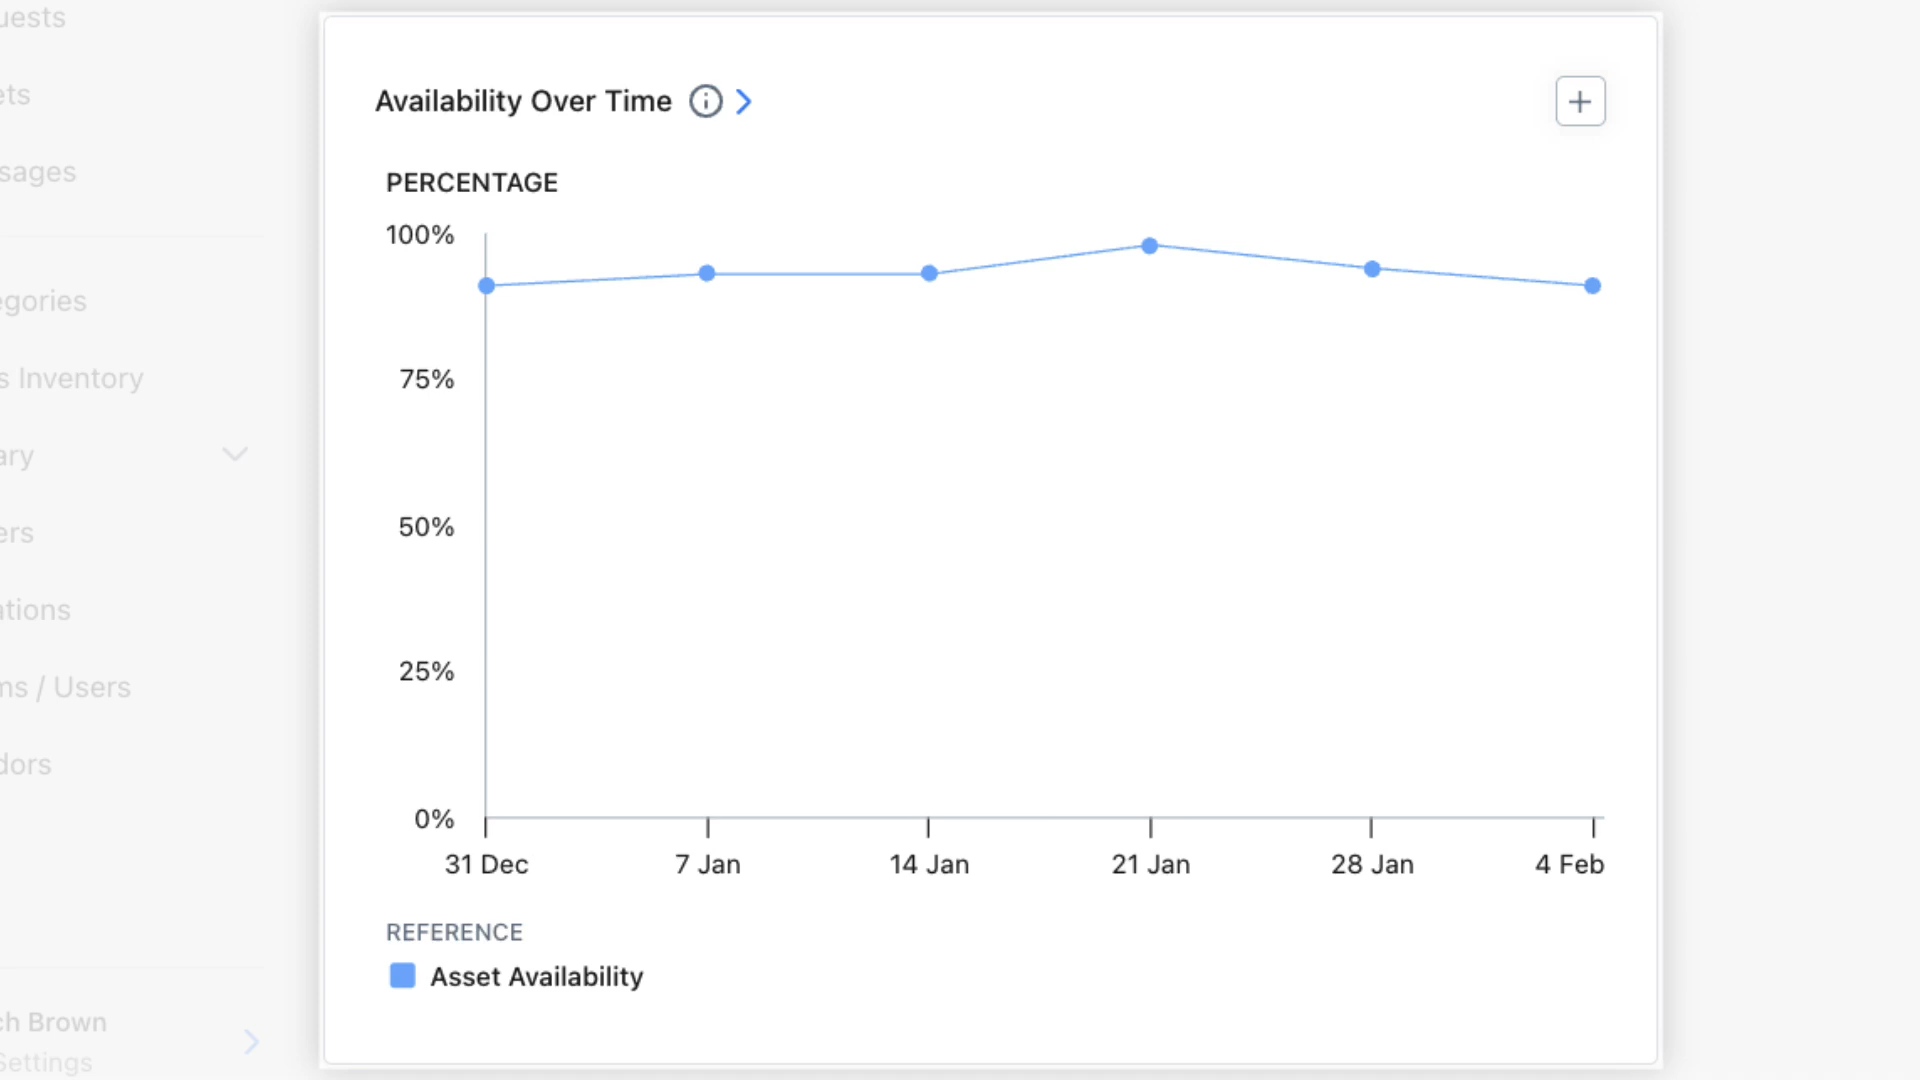 uests
ets
sages
egories
s Inventory
ary
ers
ations
ms / Users
dors
ch Brown
Settings
Availability Over Time
PERCENTAGE
100%
75%
50%
25%
0%
31 Dec
7 Jan
14 Jan
21 Jan
28 Jan
4 Feb
REFERENCE
Asset Availability